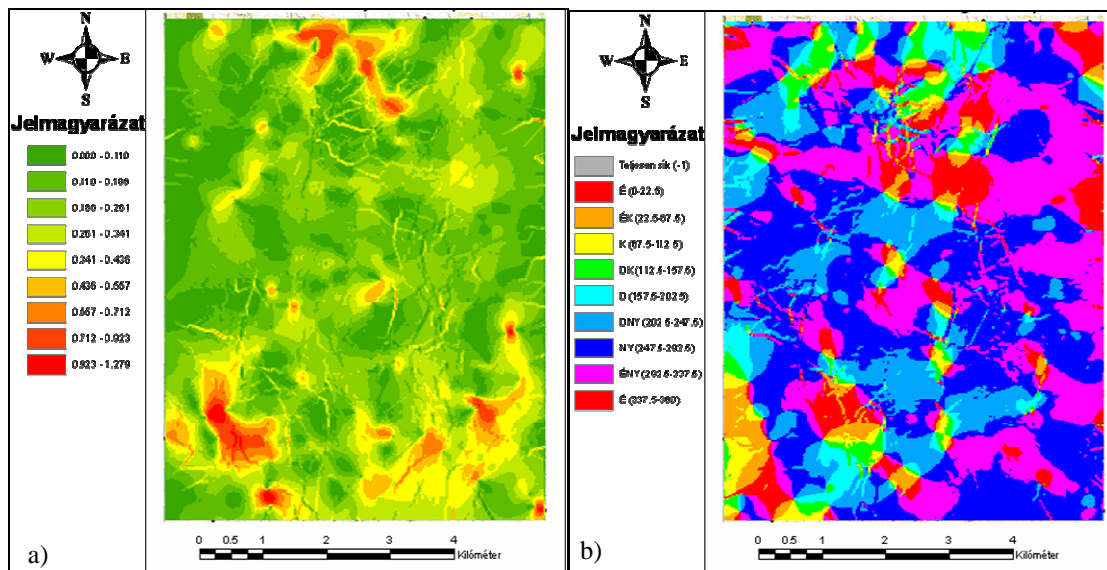 N
W E
S
Jelmagyarázat
0.000 - 0.110
0.110 - 0.186
0.186 - 0.261
0.261 - 0.341
0.341 - 0.436
0.436 - 0.557
0.557 - 0.712
0.712 - 0.923
0.923 - 1.279
0 0.5 1 2 3 4
Kilóméter
a)
N
W E
S
Jelmagyarázat
Teljesen sík (-1)
É (0-22.5)
ÉK (22.5-67.5)
K (67.5-112.5)
DK (112.5-157.5)
D (157.5-202.5)
DNY (202.5-247.5)
NY (247.5-292.5)
ÉNY (292.5-337.5)
É (337.5-360)
0 0.5 1 2 3 4
Kilóméter
b)